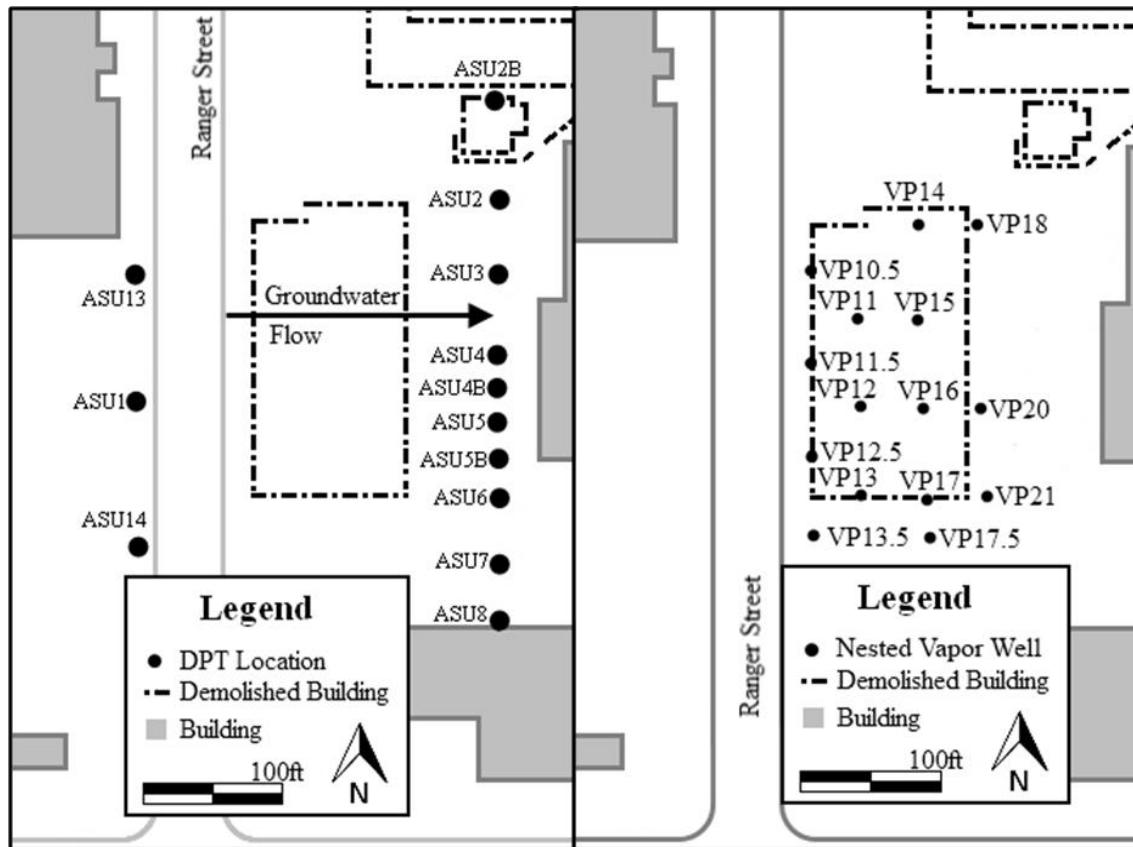 Ranger Street
ASU2B
ASU2
ASU3
ASU13
Groundwater
Flow
ASU4
ASU4B
ASU1
ASU5
ASU5B
ASU6
ASU14
ASU7
ASU8
Legend
DPT Location
Demolished Building
Building
100ft
N
VP14
VP18
VP10.5
VP11
VP15
VP11.5
VP12
VP16
VP20
VP12.5
VP13
VP17
VP21
VP13.5
VP17.5
Ranger Street
Legend
Nested Vapor Well
Demolished Building
Building
100ft
N